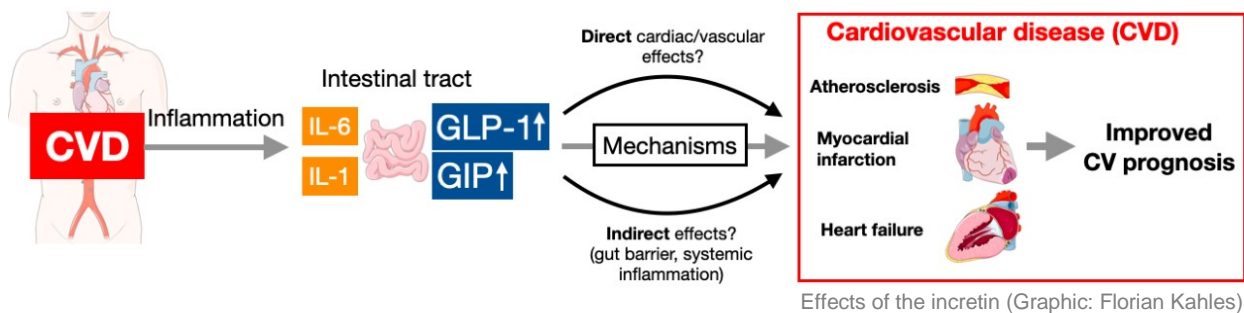 CVD
Inflammation
Intestinal tract
IL-6
IL-1
GLP-1↑
GIP↑
Direct cardiac/vascular
effects?
Mechanisms
Indirect effects?
(gut barrier, systemic
inflammation)
Cardiovascular disease (CVD)
Atherosclerosis
Myocardial
infarction
Heart failure
Improved
CV prognosis
Effects of the incretin (Graphic: Florian Kahles)